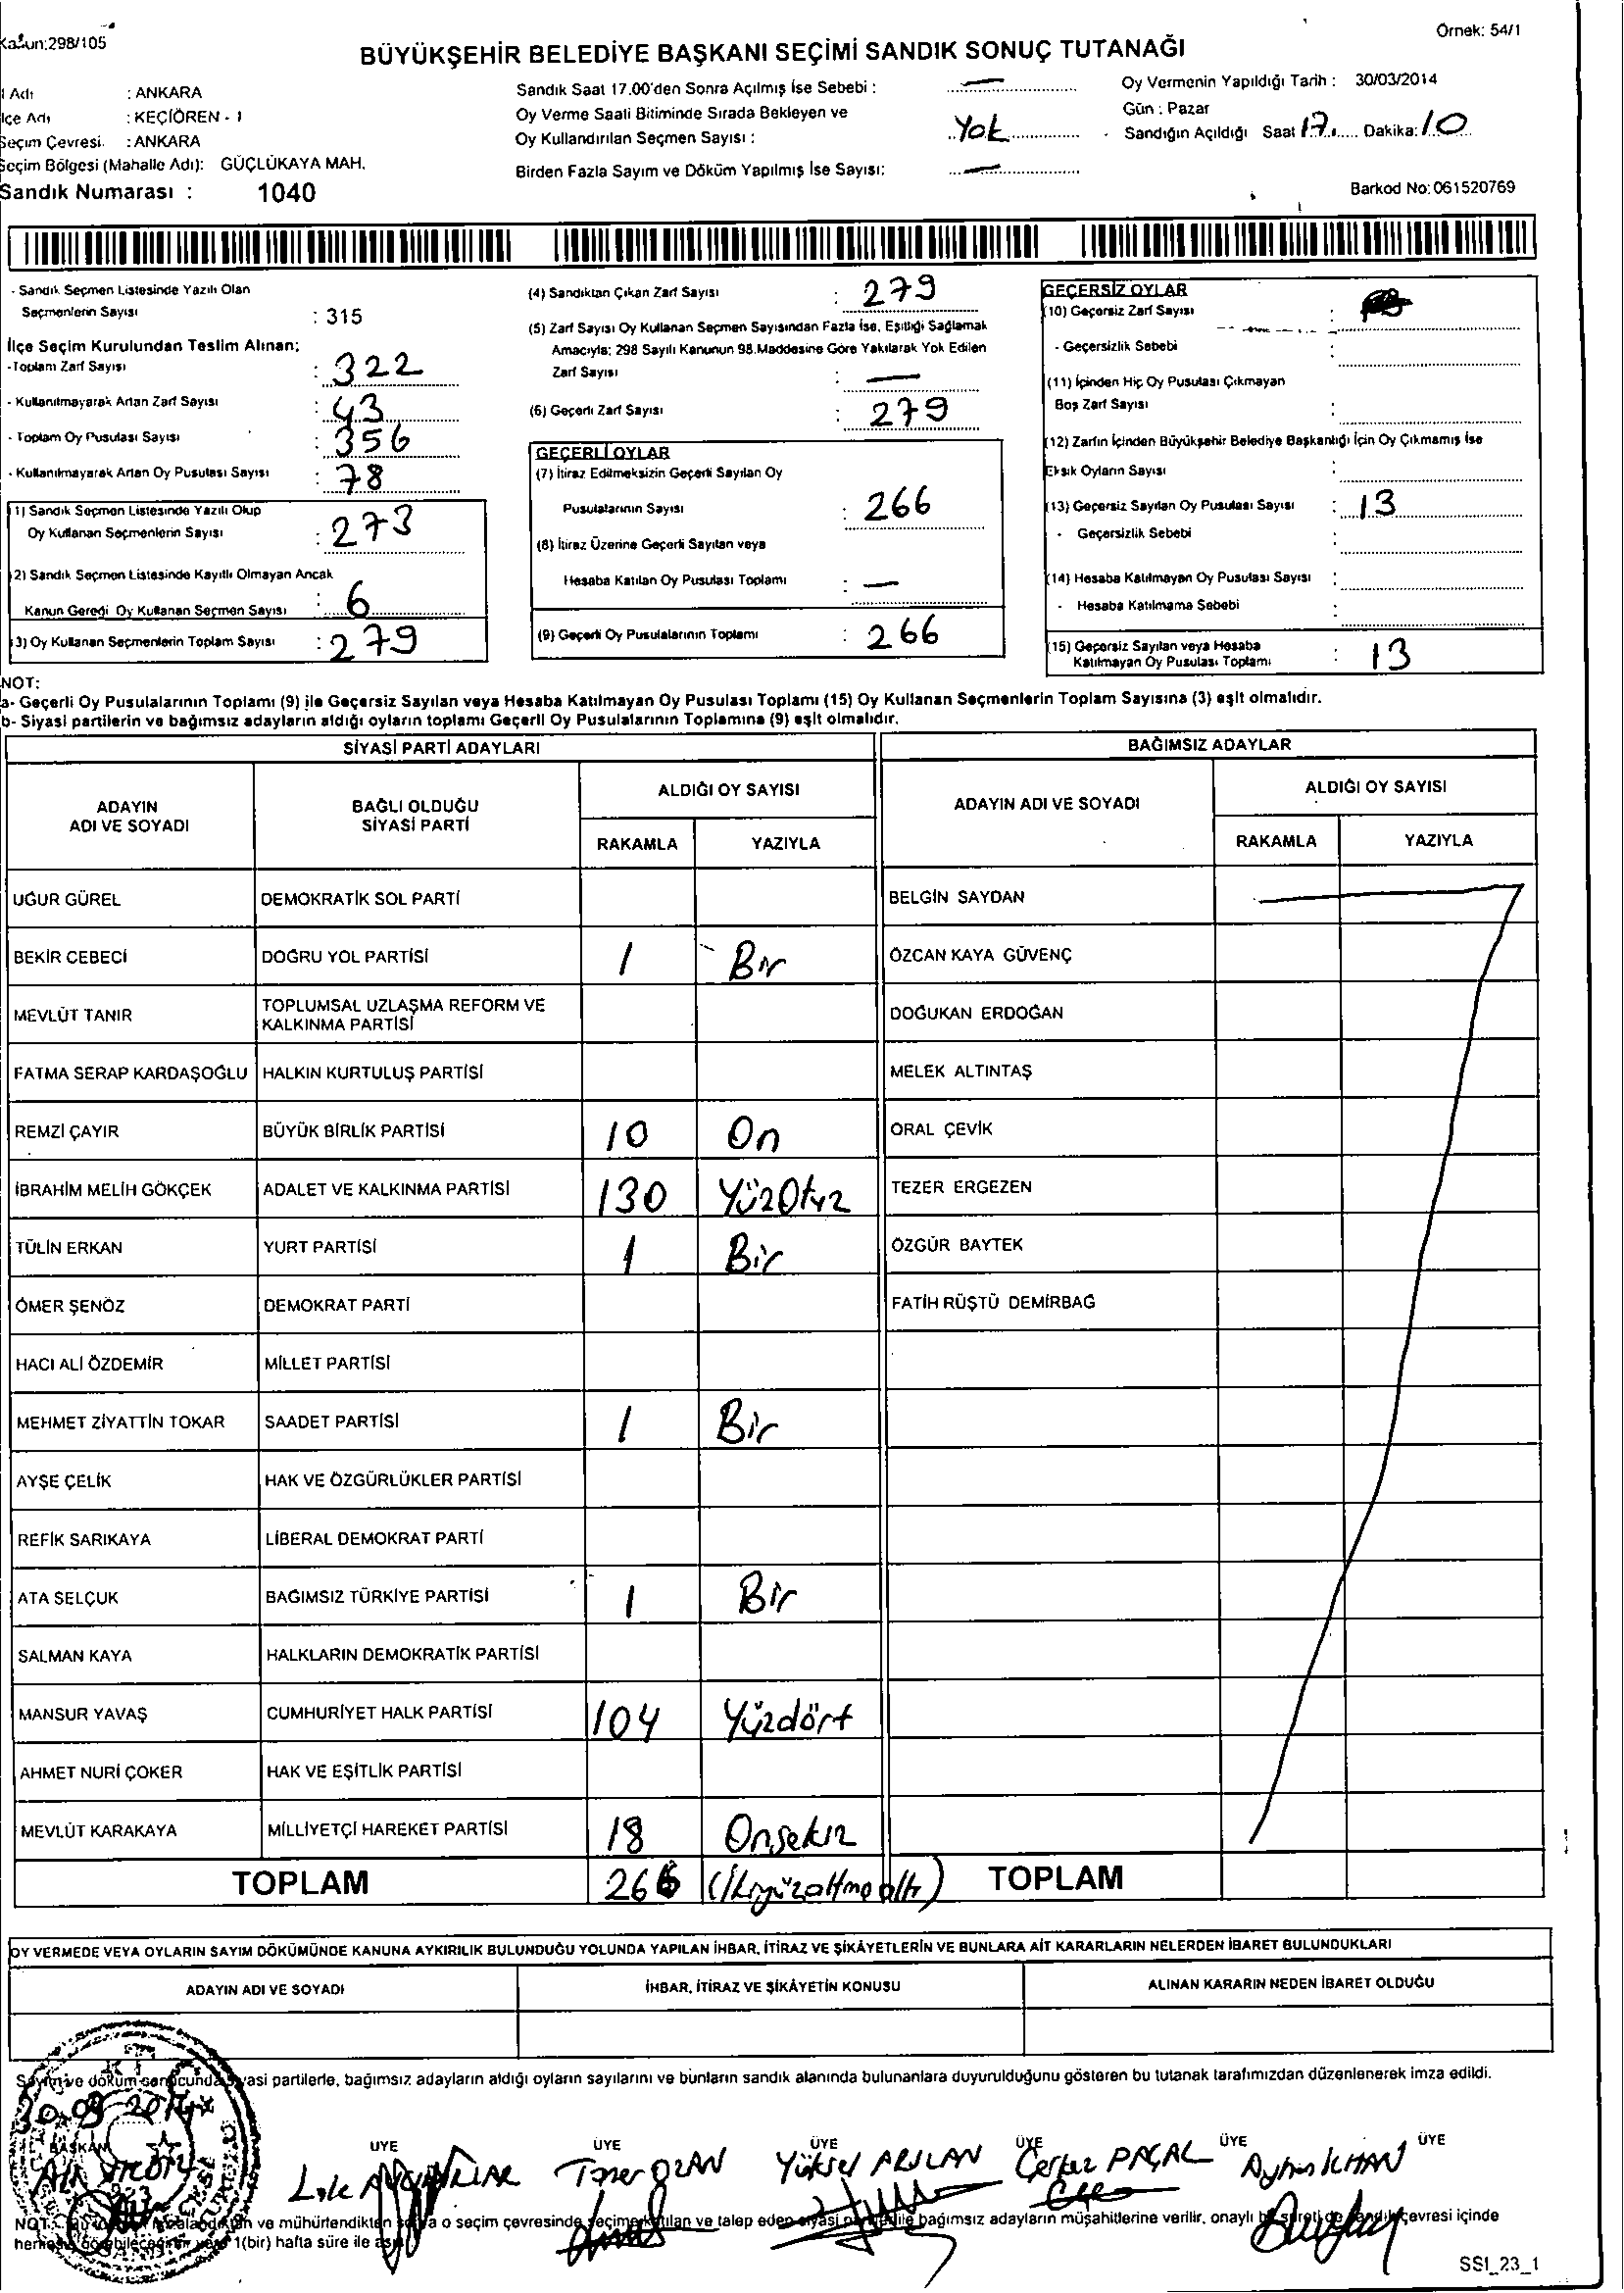 Kanun:298/105
Örnek: 54/1
BÜYÜKŞEHİR BELEDİYE BAŞKANI SEÇİMİ SANDIK SONUÇ TUTANAĞI
Adı : ANKARA
İlçe Adı : KEÇİÖREN - 1
Seçim Çevresi. : ANKARA
Seçim Bölgesi (Mahalle Adı): GÜÇLÜKAYA MAH.
Sandık Numarası : 1040
Sandık Saat 17.00'den Sonra Açılmış İse Sebebi : —
Oy Verme Saati Bitiminde Sırada Bekleyen ve
Oy Kullandırılan Seçmen Sayısı : Yok
Birden Fazla Sayım ve Döküm Yapılmış İse Sayısı: —
Oy Vermenin Yapıldığı Tarih : 30/03/2014
Gün : Pazar
Sandığın Açıldığı Saat 17 Dakika: 10
Barkod No: 061520769
- Sandık Seçmen Listesinde Yazılı Olan
Seçmenlerin Sayısı : 315
İlçe Seçim Kurulundan Teslim Alınan;
-Toplam Zarf Sayısı : 322
- Kullanılmayarak Artan Zarf Sayısı : 43
- Toplam Oy Pusulası Sayısı : 356
- Kullanılmayarak Artan Oy Pusulası Sayısı : 78
1) Sandık Seçmen Listesinde Yazılı Olup
Oy Kullanan Seçmenlerin Sayısı : 273
2) Sandık Seçmen Listesinde Kayıtlı Olmayan Ancak
Kanun Gereği Oy Kullanan Seçmen Sayısı : 6
3) Oy Kullanan Seçmenlerin Toplam Sayısı : 279
(4) Sandıktan Çıkan Zarf Sayısı : 279
(5) Zarf Sayısı Oy Kullanan Seçmen Sayısından Fazla İse, Eşitliği Sağlamak
Amacıyla; 298 Sayılı Kanunun 98.Maddesine Göre Yakılarak Yok Edilen
Zarf Sayısı : —
(6) Geçerli Zarf Sayısı : 279
GEÇERLİ OYLAR
(7) İtiraz Edilmeksizin Geçerli Sayılan Oy
Pusulalarının Sayısı : 266
(8) İtiraz Üzerine Geçerli Sayılan veya
Hesaba Katılan Oy Pusulası Toplamı : —
(9) Geçerli Oy Pusulalarının Toplamı : 266
GEÇERSİZ OYLAR
(10) Geçersiz Zarf Sayısı :
- Geçersizlik Sebebi :
(11) İçinden Hiç Oy Pusulası Çıkmayan
Boş Zarf Sayısı :
(12) Zarfın İçinden Büyükşehir Belediye Başkanlığı İçin Oy Çıkmamış İse
Eksik Oyların Sayısı :
(13) Geçersiz Sayılan Oy Pusulası Sayısı : 13
- Geçersizlik Sebebi :
(14) Hesaba Katılmayan Oy Pusulası Sayısı :
- Hesaba Katılmama Sebebi :
(15) Geçersiz Sayılan veya Hesaba
Katılmayan Oy Pusulası Toplamı : 13
NOT:
a- Geçerli Oy Pusulalarının Toplamı (9) ile Geçersiz Sayılan veya Hesaba Katılmayan Oy Pusulası Toplamı (15) Oy Kullanan Seçmenlerin Toplam Sayısına (3) eşit olmalıdır.
b- Siyasi partilerin ve bağımsız adayların aldığı oyların toplamı Geçerli Oy Pusulalarının Toplamına (9) eşit olmalıdır.
SİYASİ PARTİ ADAYLARI
BAĞIMSIZ ADAYLAR
ADAYIN ADI VE SOYADI
BAĞLI OLDUĞU SİYASİ PARTİ
ALDIĞI OY SAYISI
RAKAMLA YAZIYLA
ADAYIN ADI VE SOYADI
ALDIĞI OY SAYISI
RAKAMLA YAZIYLA
UĞUR GÜREL DEMOKRATİK SOL PARTİ BELGİN SAYDAN
BEKİR CEBECİ DOĞRU YOL PARTİSİ 1 Bir ÖZCAN KAYA GÜVENÇ
MEVLÜT TANIR TOPLUMSAL UZLAŞMA REFORM VE KALKINMA PARTİSİ DOĞUKAN ERDOĞAN
FATMA SERAP KARDAŞOĞLU HALKIN KURTULUŞ PARTİSİ MELEK ALTINTAŞ
REMZİ ÇAYIR BÜYÜK BİRLİK PARTİSİ 10 On ORAL ÇEVİK
İBRAHİM MELİH GÖKÇEK ADALET VE KALKINMA PARTİSİ 130 YüzOtuz TEZER ERGEZEN
TÜLİN ERKAN YURT PARTİSİ 1 Bir ÖZGÜR BAYTEK
ÖMER ŞENÖZ DEMOKRAT PARTİ FATİH RÜŞTÜ DEMİRBAĞ
HACI ALİ ÖZDEMİR MİLLET PARTİSİ
MEHMET ZİYATTİN TOKAR SAADET PARTİSİ 1 Bir
AYŞE ÇELİK HAK VE ÖZGÜRLÜKLER PARTİSİ
REFİK SARIKAYA LİBERAL DEMOKRAT PARTİ
ATA SELÇUK BAĞIMSIZ TÜRKİYE PARTİSİ 1 Bir
SALMAN KAYA HALKLARIN DEMOKRATİK PARTİSİ
MANSUR YAVAŞ CUMHURİYET HALK PARTİSİ 104 Yüzdört
AHMET NURİ ÇOKER HAK VE EŞİTLİK PARTİSİ
MEVLÜT KARAKAYA MİLLİYETÇİ HAREKET PARTİSİ 18 Onsekiz
TOPLAM 266 (İkiyüzaltmışaltı) TOPLAM
OY VERMEDE VEYA OYLARIN SAYIM DÖKÜMÜNDE KANUNA AYKIRILIK BULUNDUĞU YOLUNDA YAPILAN İHBAR, İTİRAZ VE ŞİKÂYETLERİN VE BUNLARA AİT KARARLARIN NELERDEN İBARET BULUNDUKLARI
ADAYIN ADI VE SOYADI İHBAR, İTİRAZ VE ŞİKÂYETİN KONUSU ALINAN KARARIN NEDEN İBARET OLDUĞU
Sayım ve döküm sonucunda siyasi partilerle, bağımsız adayların aldığı oyların sayılarını ve bunların sandık alanında bulunanlara duyurulduğunu gösteren bu tutanak tarafımızdan düzenlenerek imza edildi.
30.03.2014
BAŞKAN ÜYE ÜYE ÜYE ÜYE ÜYE ÜYE
Taner OZAN Yüksel ARSLAN Çerkez PAÇAL Ayhan KHAN
NOT: ve mühürlendikten sonra o seçim çevresinde seçime katılan ve talep eden siyasi parti ile bağımsız adayların müşahitlerine verilir, onaylı bir sureti de sandık çevresi içinde
herkesin görebileceği bir yere 1(bir) hafta süre ile asılır.
SSI_23_1